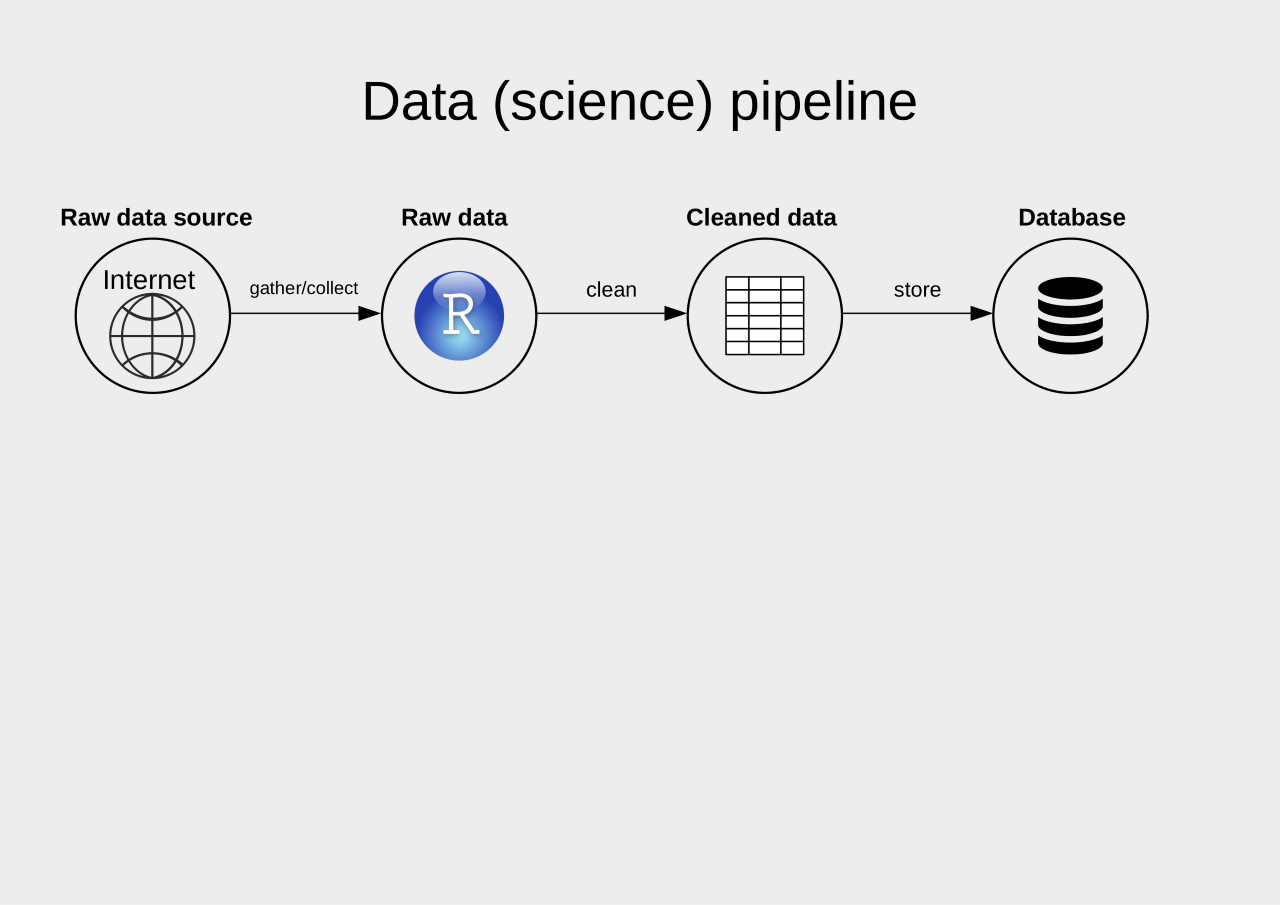 Data (science) pipeline
Raw data source
Raw data
Cleaned data
Database
Internet
gather/collect
R
clean
store